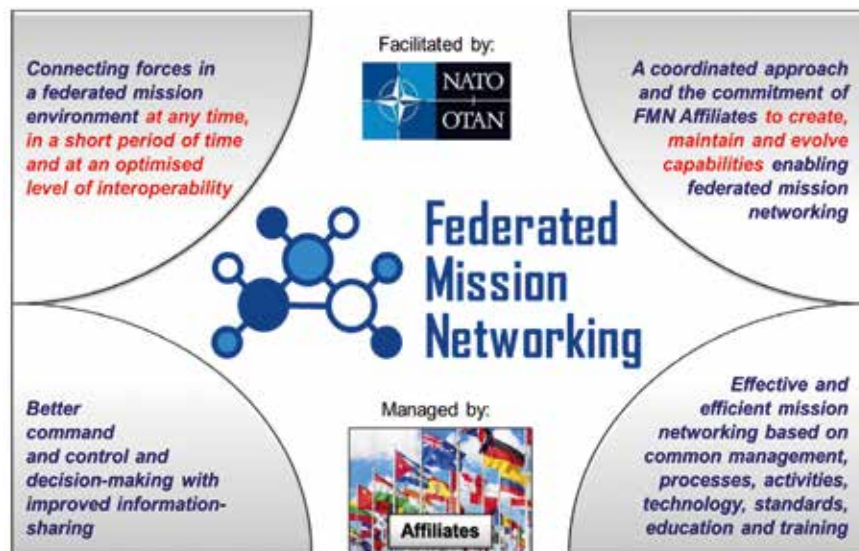 Connecting forces in
a federated mission
environment at any time,
in a short period of time
and at an optimised
level of interoperability
Facilitated by:
NATO
OTAN
A coordinated approach
and the commitment of
FMN Affiliates to create,
maintain and evolve
capabilities enabling
federated mission
networking
Federated
Mission
Networking
Better
command
and control and
decision-making with
improved information-
sharing
Managed by:
Affiliates
Effective and
efficient mission
networking based on
common management,
processes, activities,
technology, standards,
education and training